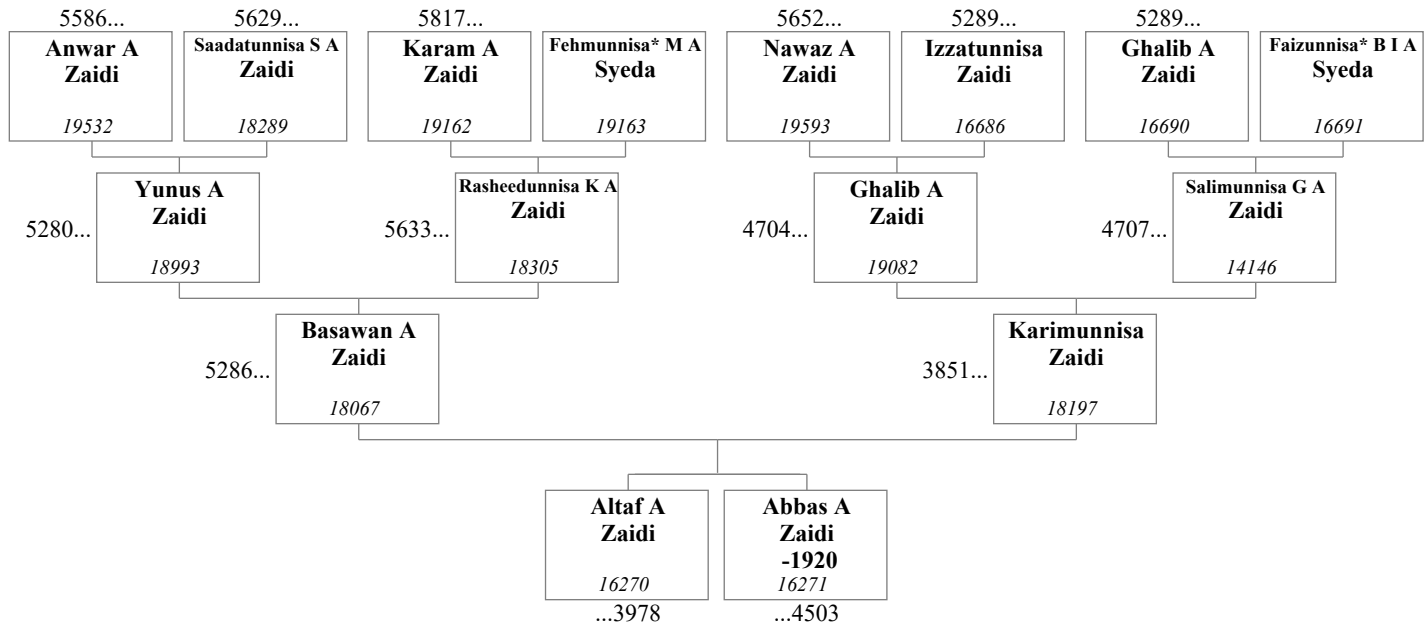 5586... 5629... 5817... 5652... 5289... 5289...
Anwar A
Zaidi
19532
Saadatunnisa S A
Zaidi
18289
Karam A
Zaidi
19162
Fehmunnisa* M A
Syeda
19163
Nawaz A
Zaidi
19593
Izzatunnisa
Zaidi
16686
Ghalib A
Zaidi
16690
Faizunnisa* B I A
Syeda
16691
5280...
Yunus A
Zaidi
18993
5633...
Rasheedunnisa K A
Zaidi
18305
4704...
Ghalib A
Zaidi
19082
4707...
Salimunnisa G A
Zaidi
14146
5286...
Basawan A
Zaidi
18067
3851...
Karimunnisa
Zaidi
18197
Altaf A
Zaidi
16270
...3978
Abbas A
Zaidi
-1920
16271
...4503